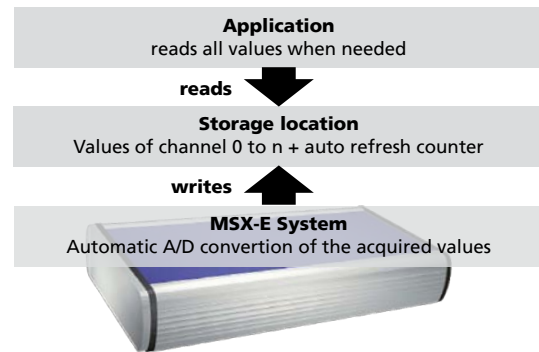 Application
reads all values when needed
reads
Storage location
Values of channel 0 to n + auto refresh counter
writes
MSX-E System
Automatic A/D convertion of the acquired values